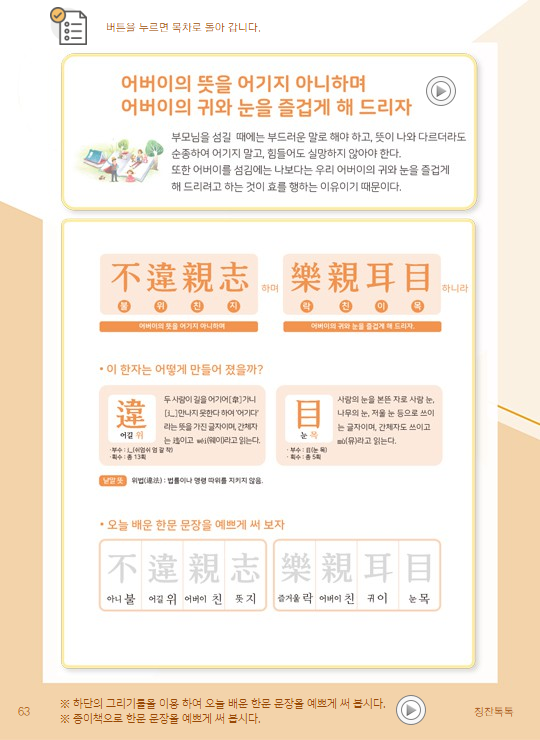 버튼을 누르면 목차로 돌아 갑니다.
어버이의 뜻을 어기지 아니하며
어버이의 귀와 눈을 즐겁게 해 드리자
부모님을 섬길 때에는 부드러운 말로 해야 하고, 뜻이 나와 다르더라도
순종하여 어기지 말고, 힘들어도 실망하지 않아야 한다.
또한 어버이를 섬김에는 나보다는 우리 어버이의 귀와 눈을 즐겁게
해 드리려고 하는 것이 효를 행하는 이유이기 때문이다.
不違親志 하며 樂親耳目 하니라
불 위 친 지 락 친 이 목
어버이의 뜻을 어기지 아니하며 어버이의 귀와 눈을 즐겁게 해 드리자.
• 이 한자는 어떻게 만들어 졌을까?
違
어길 위
· 부수 : 辶(쉬엄쉬엄 갈 착)
· 획수 : 총 13획
두 사람이 길을 어기어[韋]가니
[辶]만나지 못한다 하여 '어기다'
라는 뜻을 가진 글자이며, 간체자
는 违이고 wéi(웨이)라고 읽는다.
目
눈 목
· 부수 : 目(눈 목)
· 획수 : 총 5획
사람의 눈을 본뜬 자로 사람 눈,
나무의 눈, 저울 눈 등으로 쓰이
는 글자이며, 간체자도 쓰이고
mù(무)라고 읽는다.
낱말 뜻 위법(違法) : 법률이나 명령 따위를 지키지 않음.
• 오늘 배운 한문 문장을 예쁘게 써 보자
不 違 親 志 樂 親 耳 目
아니 불 어길 위 어버이 친 뜻 지 즐거울 락 어버이 친 귀 이 눈 목
※ 하단의 그리기툴을 이용 하여 오늘 배운 한문 문장을 예쁘게 써 봅시다.
※ 종이책으로 한문 문장을 예쁘게 써 봅시다.
63
칭찬톡톡